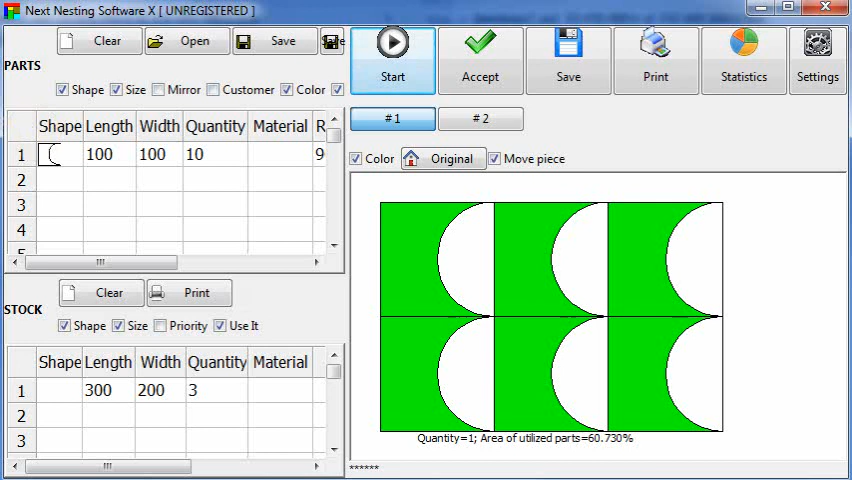 Next Nesting Software X [ UNREGISTERED ]
Clear
Open
Save
PARTS
Shape
Size
Mirror
Customer
Color
Shape Length Width Quantity Material R
1 100 100 10 9
2
3
4
5
Clear
Print
STOCK
Shape
Size
Priority
Use It
Shape Length Width Quantity Material
1 300 200 3
2
3
Start
Accept
Save
Print
Statistics
Settings
#1
#2
Color
Original
Move piece
Quantity=1; Area of utilized parts=60.730%
******